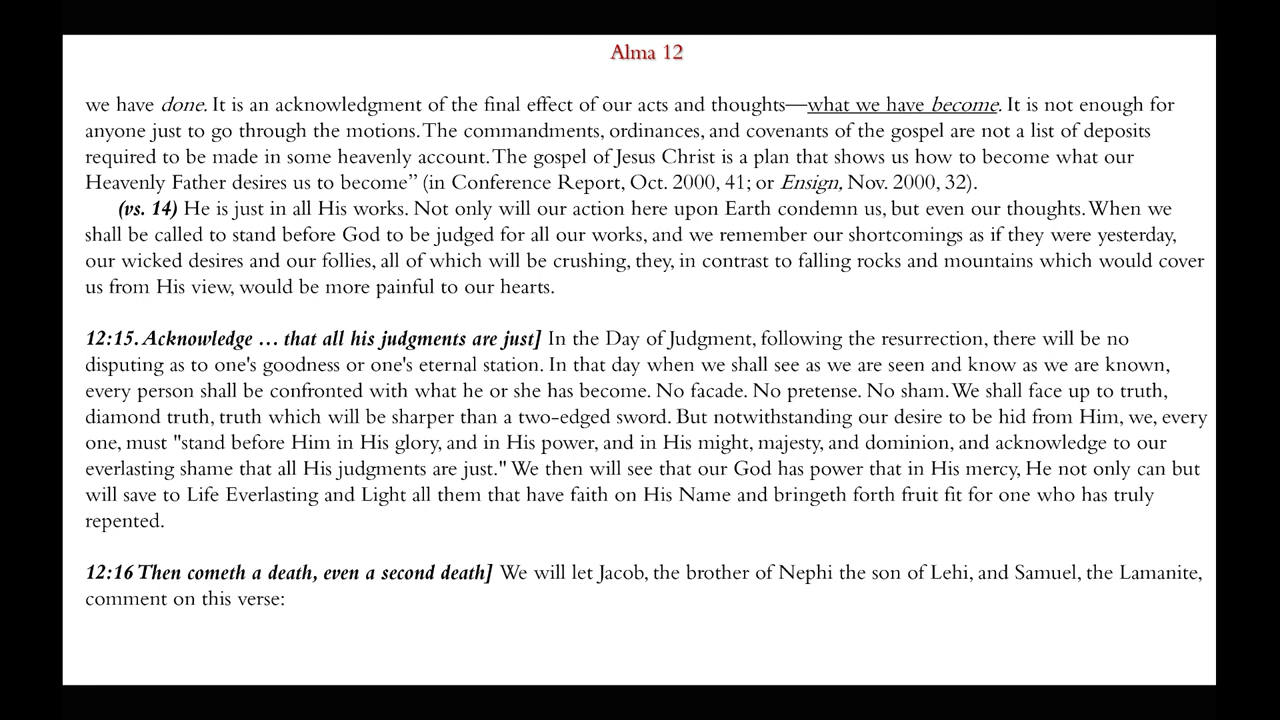 Alma 12
we have done. It is an acknowledgment of the final effect of our acts and thoughts—what we have become. It is not enough for
anyone just to go through the motions. The commandments, ordinances, and covenants of the gospel are not a list of deposits
required to be made in some heavenly account. The gospel of Jesus Christ is a plan that shows us how to become what our
Heavenly Father desires us to become” (in Conference Report, Oct. 2000, 41; or Ensign, Nov. 2000, 32).
(vs. 14) He is just in all His works. Not only will our action here upon Earth condemn us, but even our thoughts. When we
shall be called to stand before God to be judged for all our works, and we remember our shortcomings as if they were yesterday,
our wicked desires and our follies, all of which will be crushing, they, in contrast to falling rocks and mountains which would cover
us from His view, would be more painful to our hearts.
12:15. Acknowledge … that all his judgments are just] In the Day of Judgment, following the resurrection, there will be no
disputing as to one's goodness or one's eternal station. In that day when we shall see as we are seen and know as we are known,
every person shall be confronted with what he or she has become. No facade. No pretense. No sham. We shall face up to truth,
diamond truth, truth which will be sharper than a two-edged sword. But notwithstanding our desire to be hid from Him, we, every
one, must "stand before Him in His glory, and in His power, and in His might, majesty, and dominion, and acknowledge to our
everlasting shame that all His judgments are just." We then will see that our God has power that in His mercy, He not only can but
will save to Life Everlasting and Light all them that have faith on His Name and bringeth forth fruit fit for one who has truly
repented.
12:16 Then cometh a death, even a second death] We will let Jacob, the brother of Nephi the son of Lehi, and Samuel, the Lamanite,
comment on this verse: